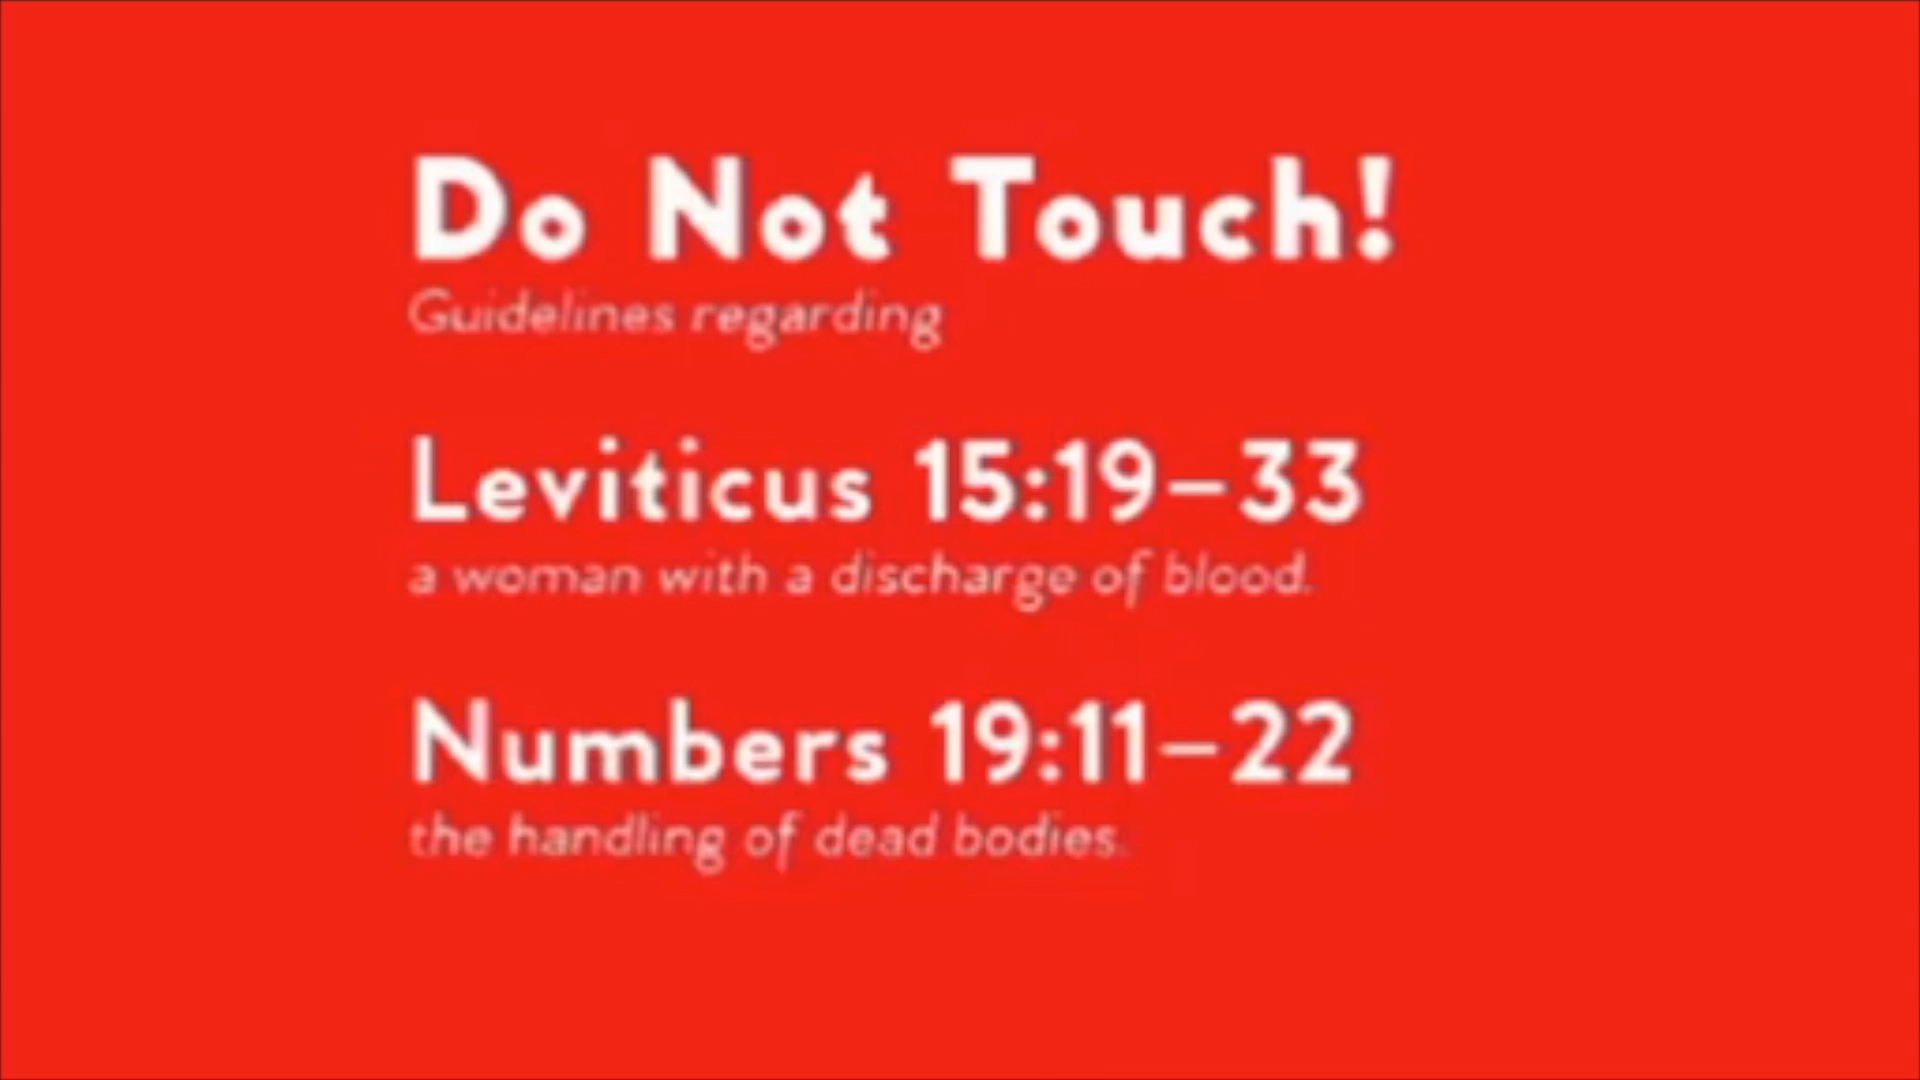 Do Not Touch!
Guidelines regarding
Leviticus 15:19–33
a woman with a discharge of blood.
Numbers 19:11–22
the handling of dead bodies.